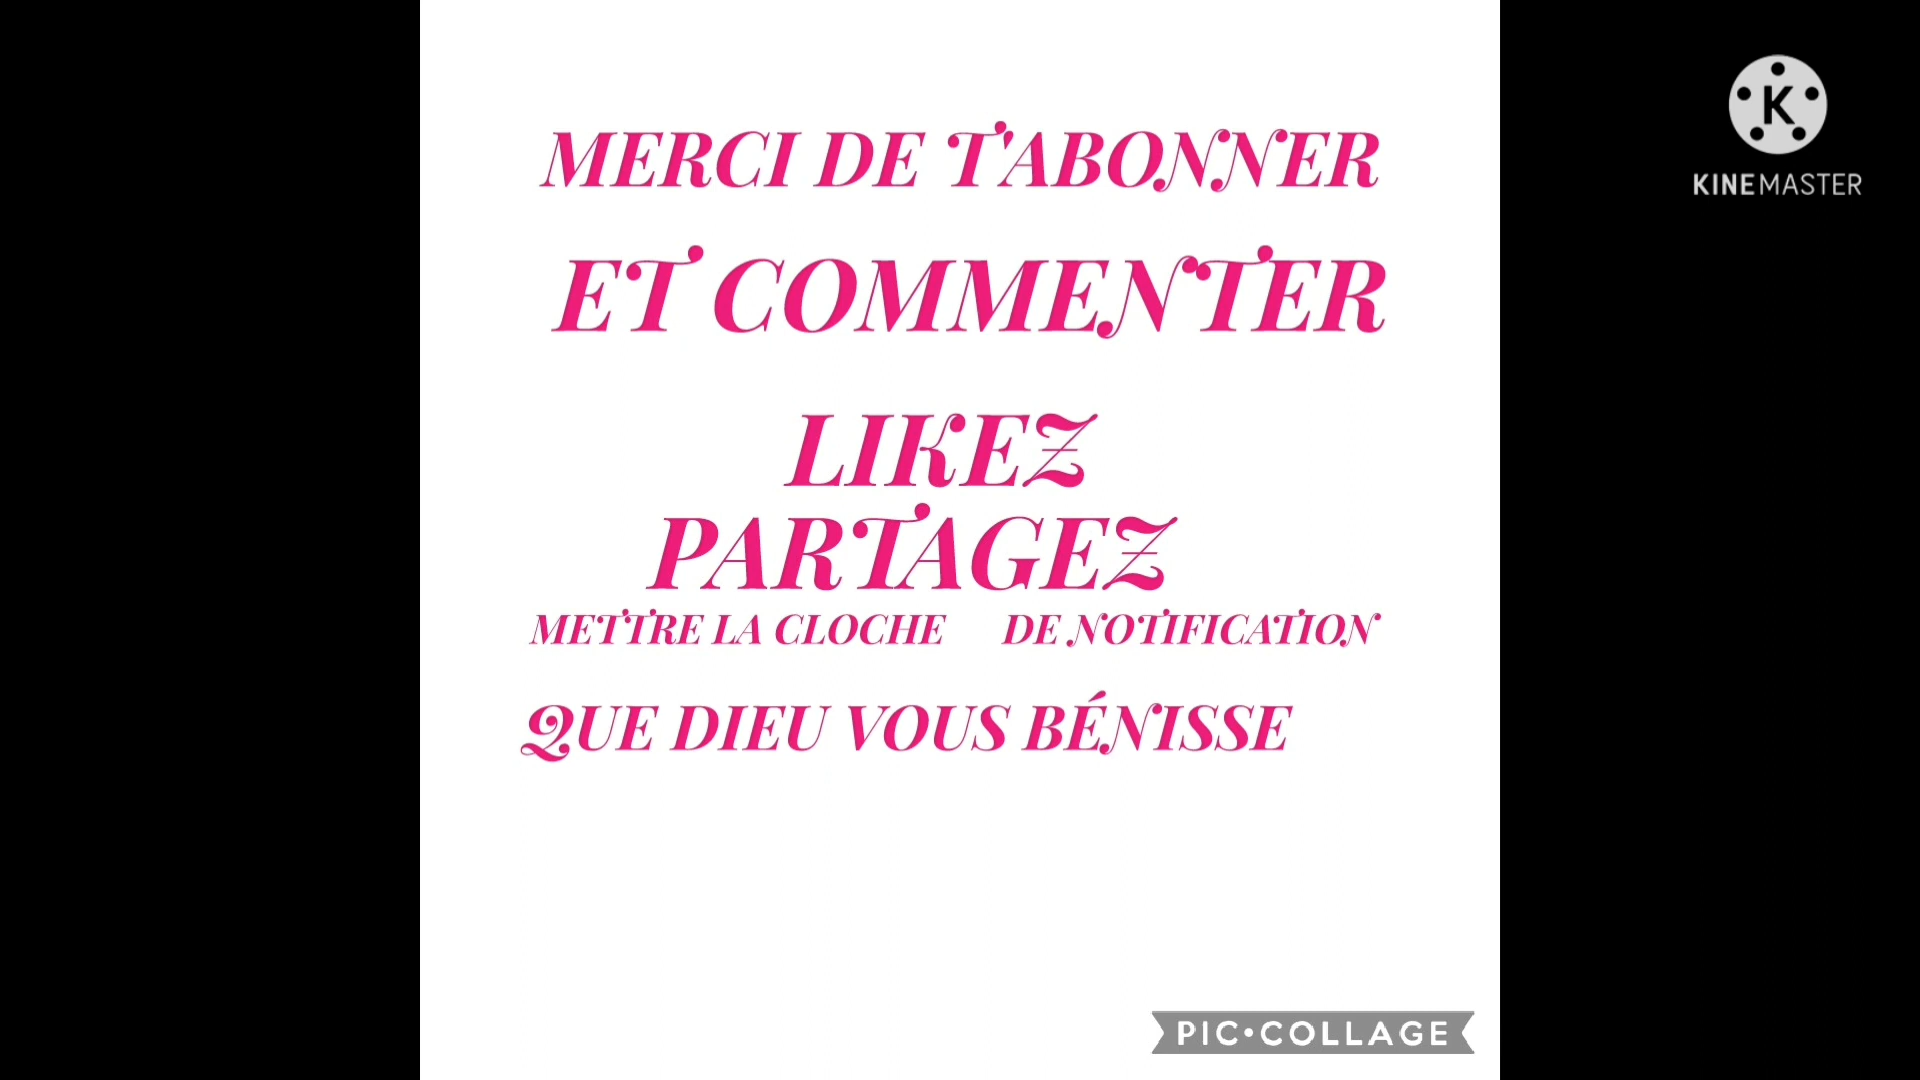 MERCI DE T'ABONNER
ET COMMENTER
LIKEZ
PARTAGEZ
METTRE LA CLOCHE DE NOTIFICATION
QUE DIEU VOUS BÉNISSE
K
KINEMASTER
PIC•COLLAGE